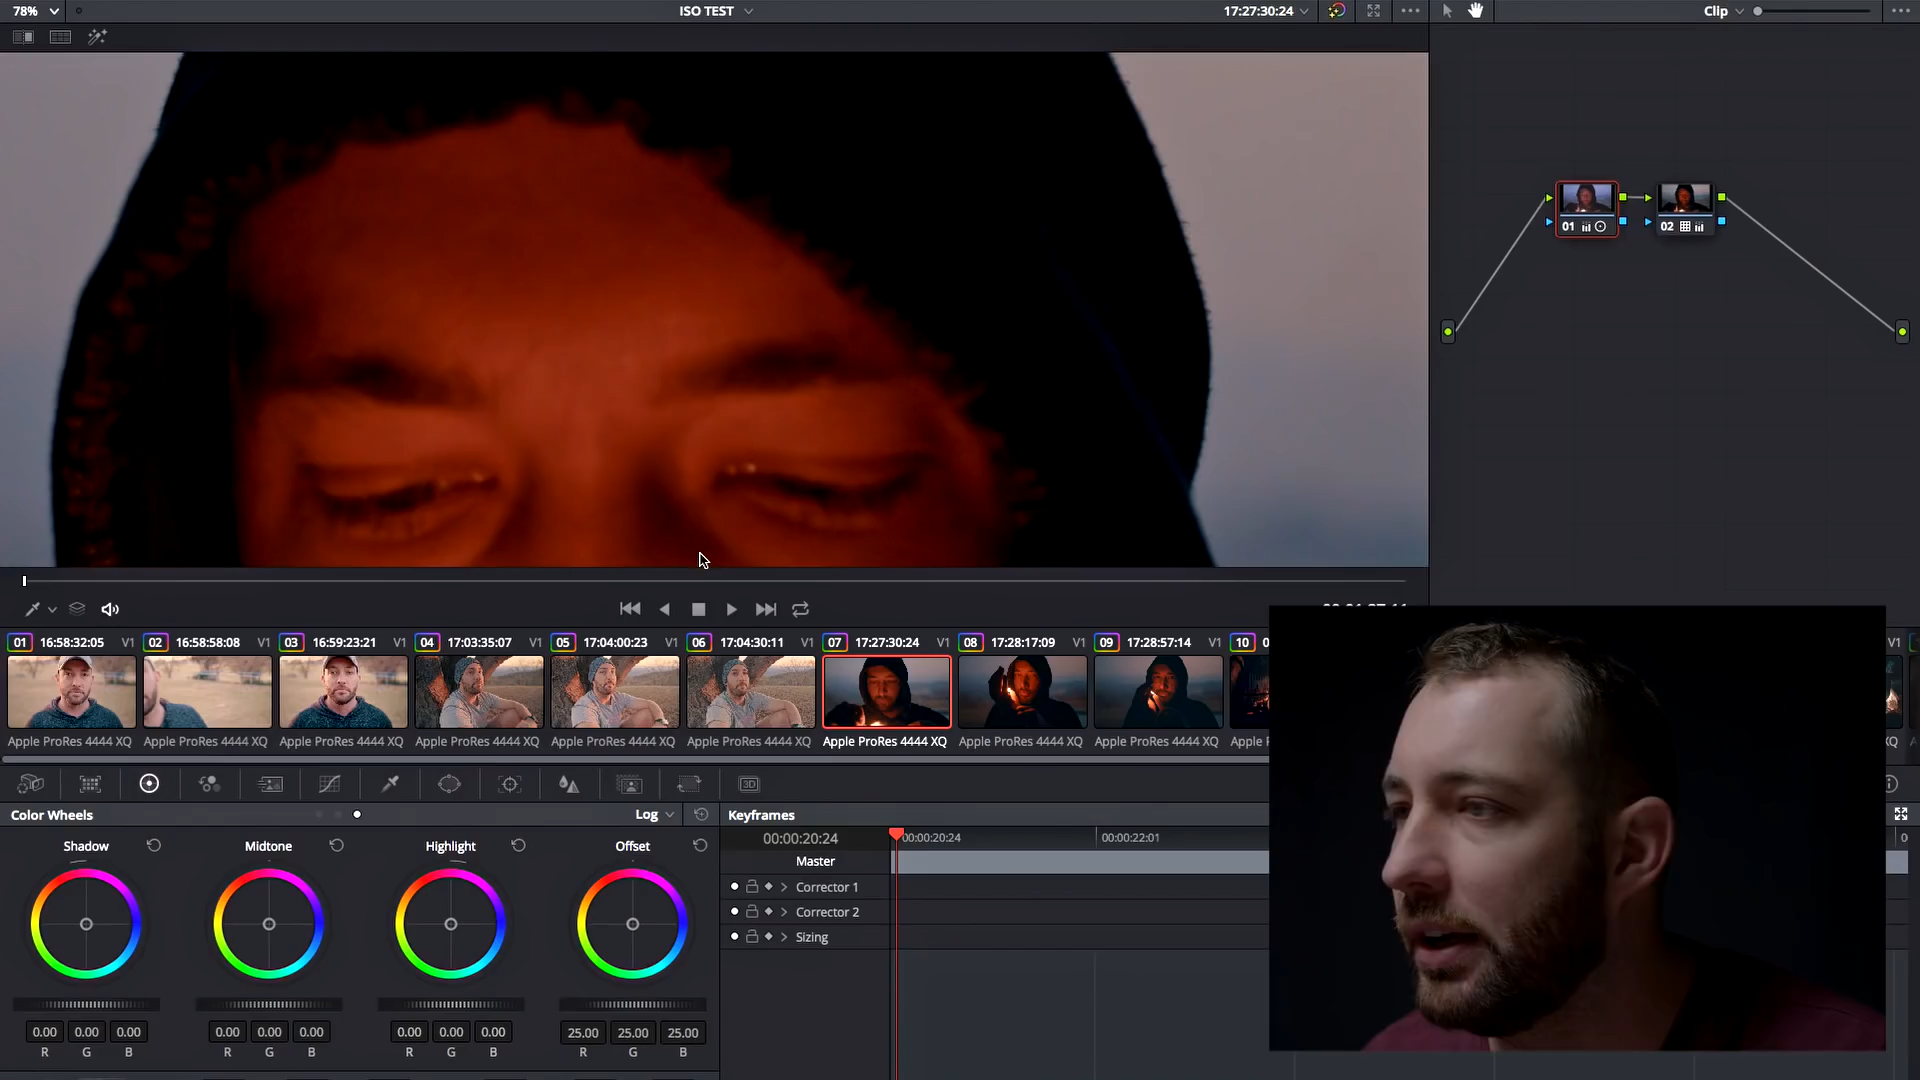 78%
ISO TEST
17:27:30:24
Clip
01
02
01 16:58:32:05 V1
02 16:58:58:08 V1
03 16:59:23:21 V1
04 17:03:35:07 V1
05 17:04:00:23 V1
06 17:04:30:11 V1
07 17:27:30:24 V1
08 17:28:17:09 V1
09 17:28:57:14 V1
10 0
V1
Apple ProRes 4444 XQ
Apple ProRes 4444 XQ
Apple ProRes 4444 XQ
Apple ProRes 4444 XQ
Apple ProRes 4444 XQ
Apple ProRes 4444 XQ
Apple ProRes 4444 XQ
Apple ProRes 4444 XQ
Apple ProRes 4444 XQ
Apple P
XQ
3D
Color Wheels
Log
Keyframes
Shadow
Midtone
Highlight
Offset
00:00:20:24
00:00:20:24
00:00:22:01
Master
Corrector 1
Corrector 2
Sizing
0.00 0.00 0.00
0.00 0.00 0.00
0.00 0.00 0.00
25.00 25.00 25.00
R G B
R G B
R G B
R G B